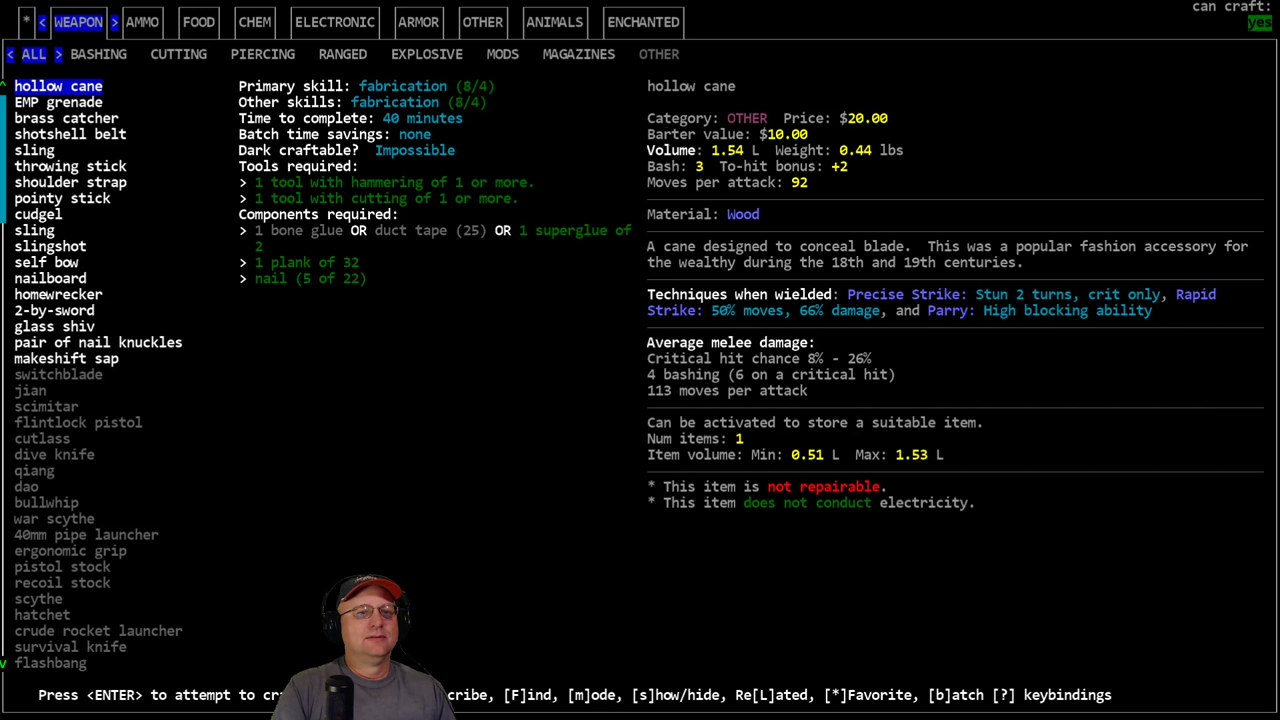 can craft:
* < WEAPON > AMMO FOOD CHEM ELECTRONIC ARMOR OTHER ANIMALS ENCHANTED yes
< ALL > BASHING CUTTING PIERCING RANGED EXPLOSIVE MODS MAGAZINES OTHER
^
hollow cane
EMP grenade
brass catcher
shotshell belt
sling
throwing stick
shoulder strap
pointy stick
cudgel
sling
slingshot
self bow
nailboard
homewrecker
2-by-sword
glass shiv
pair of nail knuckles
makeshift sap
switchblade
jian
scimitar
flintlock pistol
cutlass
dive knife
qiang
dao
bullwhip
war scythe
40mm pipe launcher
ergonomic grip
pistol stock
recoil stock
scythe
hatchet
crude rocket launcher
survival knife
v flashbang
Primary skill: fabrication (8/4)
Other skills: fabrication (8/4)
Time to complete: 40 minutes
Batch time savings: none
Dark craftable? Impossible
Tools required:
> 1 tool with hammering of 1 or more.
> 1 tool with cutting of 1 or more.
Components required:
> 1 bone glue OR duct tape (25) OR 1 superglue of
2
> 1 plank of 32
> nail (5 of 22)
hollow cane
Category: OTHER Price: $20.00
Barter value: $10.00
Volume: 1.54 L Weight: 0.44 lbs
Bash: 3 To-hit bonus: +2
Moves per attack: 92
Material: Wood
A cane designed to conceal blade. This was a popular fashion accessory for
the wealthy during the 18th and 19th centuries.
Techniques when wielded: Precise Strike: Stun 2 turns, crit only, Rapid
Strike: 50% moves, 66% damage, and Parry: High blocking ability
Average melee damage:
Critical hit chance 8% - 26%
4 bashing (6 on a critical hit)
113 moves per attack
Can be activated to store a suitable item.
Num items: 1
Item volume: Min: 0.51 L Max: 1.53 L
* This item is not repairable.
* This item does not conduct electricity.
Press <ENTER> to attempt to cr cribe, [F]ind, [m]ode, [s]how/hide, Re[L]ated, [*]Favorite, [b]atch [?] keybindings